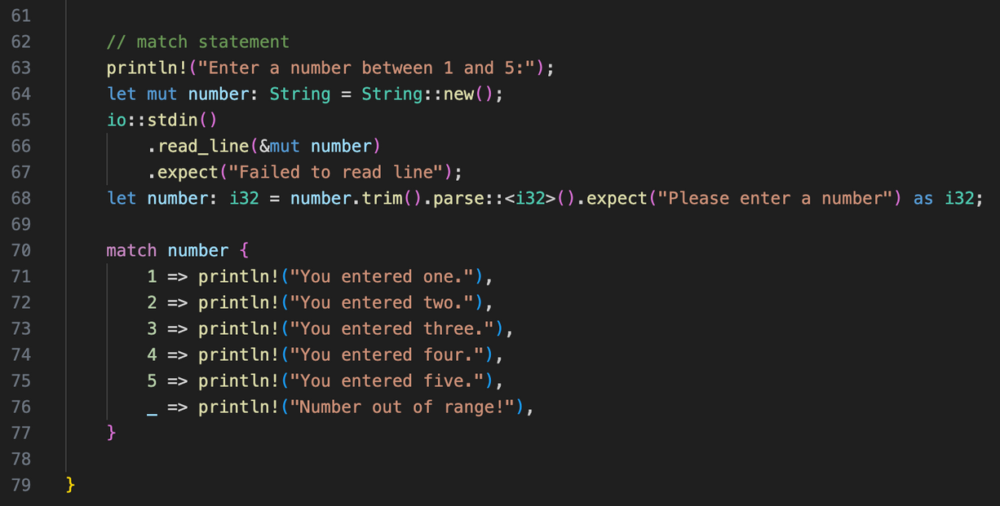 61
62 // match statement
63 println!("Enter a number between 1 and 5:");
64 let mut number: String = String::new();
65 io::stdin()
66 .read_line(&mut number)
67 .expect("Failed to read line");
68 let number: i32 = number.trim().parse::<i32>().expect("Please enter a number") as i32;
69
70 match number {
71 1 => println!("You entered one."),
72 2 => println!("You entered two."),
73 3 => println!("You entered three."),
74 4 => println!("You entered four."),
75 5 => println!("You entered five."),
76 _ => println!("Number out of range!"),
77 }
78
79 }